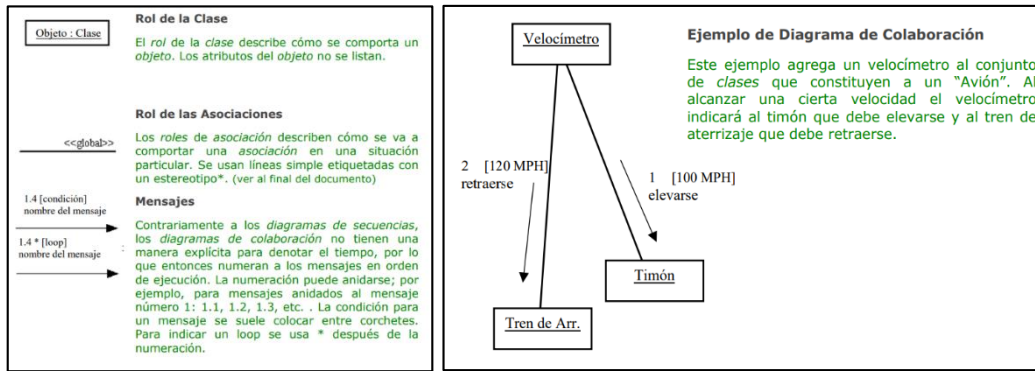 Objeto : Clase
Rol de la Clase
El rol de la clase describe cómo se comporta un
objeto. Los atributos del objeto no se listan.
Rol de las Asociaciones
<<global>>
Los roles de asociación describen cómo se va a
comportar una asociación en una situación
particular. Se usan líneas simple etiquetadas con
un estereotipo*. (ver al final del documento)
1.4 [condición]
nombre del mensaje
1.4 * [loop]
nombre del mensaje
:
Mensajes
Contrariamente a los diagramas de secuencias,
los diagramas de colaboración no tienen una
manera explícita para denotar el tiempo, por lo
que entonces numeran a los mensajes en orden
de ejecución. La numeración puede anidarse; por
ejemplo, para mensajes anidados al mensaje
número 1: 1.1, 1.2, 1.3, etc. . La condición para
un mensaje se suele colocar entre corchetes.
Para indicar un loop se usa * después de la
numeración.
Velocímetro
2 [120 MPH]
retraerse
1 [100 MPH]
elevarse
Timón
Tren de Arr.
Ejemplo de Diagrama de Colaboración
Este ejemplo agrega un velocímetro al conjunto
de clases que constituyen a un "Avión". Al
alcanzar una cierta velocidad el velocímetro
indicará al timón que debe elevarse y al tren de
aterrizaje que debe retraerse.